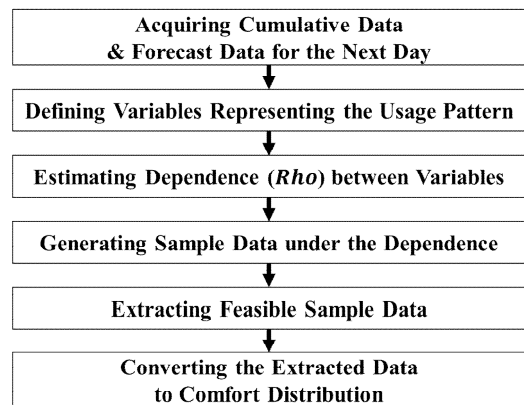 Acquiring Cumulative Data
& Forecast Data for the Next Day
Defining Variables Representing the Usage Pattern
Estimating Dependence (Rho) between Variables
Generating Sample Data under the Dependence
Extracting Feasible Sample Data
Converting the Extracted Data
to Comfort Distribution